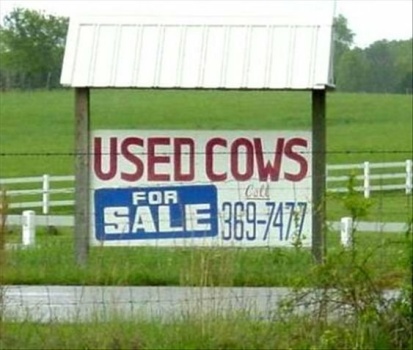 USED COWS
FOR
SALE
Call
369-7477